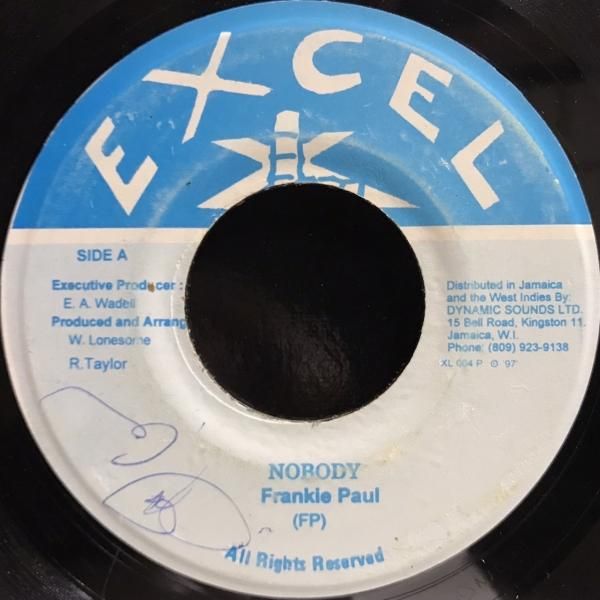 EXCEL
SIDE A
Executive Producer :
E. A. Wadell
Produced and Arrang
W. Lonesome
R. Taylor
Distributed in Jamaica
and the West Indies By:
DYNAMIC SOUNDS LTD.
15 Bell Road, Kingston 11.
Jamaica, W.I.
Phone: (809) 923-9138
XL 004 P ℗ '97
NOBODY
Frankie Paul
(FP)
All Rights Reserved